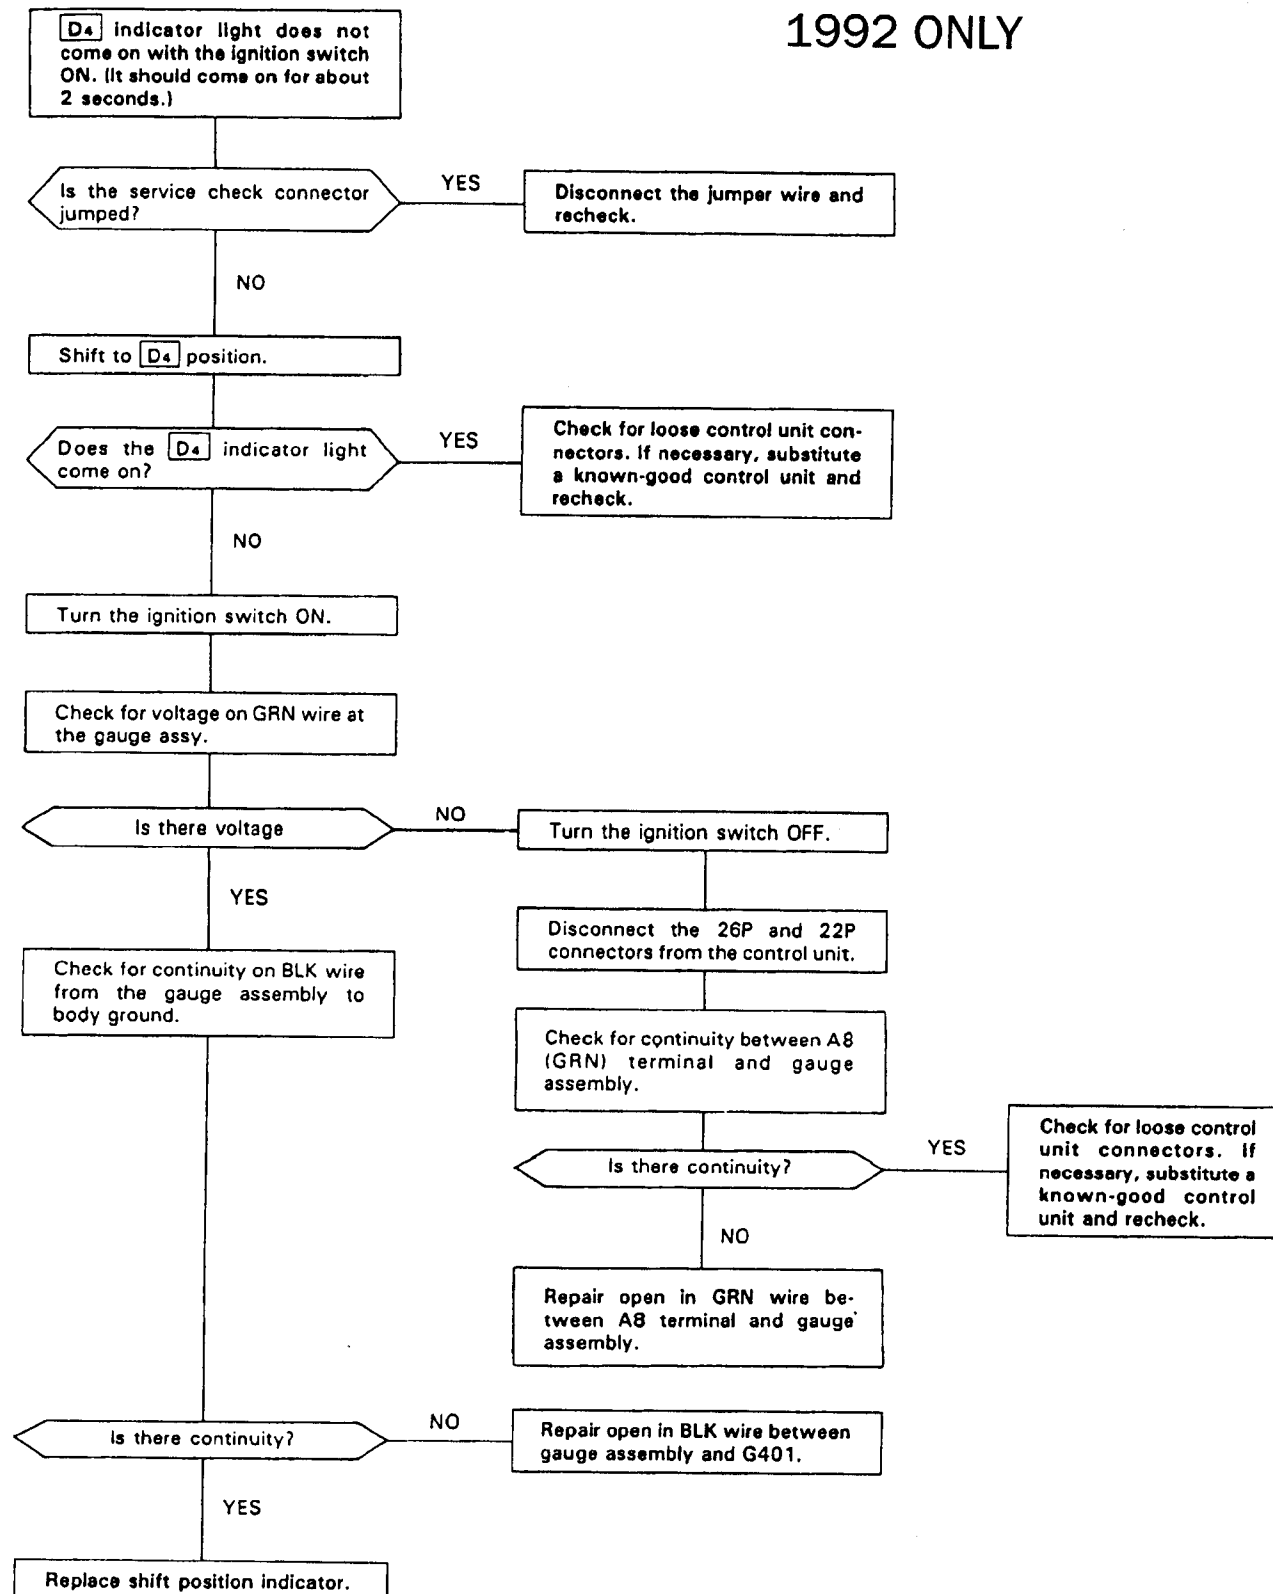 1992 ONLY
D4 indicator light does not
come on with the ignition switch
ON. (It should come on for about
2 seconds.)
Is the service check connector
jumped?
YES
Disconnect the jumper wire and
recheck.
NO
Shift to D4 position.
Does the D4 indicator light
come on?
YES
Check for loose control unit con-
nectors. If necessary, substitute
a known-good control unit and
recheck.
NO
Turn the ignition switch ON.
Check for voltage on GRN wire at
the gauge assy.
Is there voltage
NO
Turn the ignition switch OFF.
YES
Disconnect the 26P and 22P
connectors from the control unit.
Check for continuity on BLK wire
from the gauge assembly to
body ground.
Check for continuity between A8
(GRN) terminal and gauge
assembly.
Is there continuity?
YES
Check for loose control
unit connectors. If
necessary, substitute a
known-good control
unit and recheck.
NO
Repair open in GRN wire be-
tween A8 terminal and gauge
assembly.
Is there continuity?
NO
Repair open in BLK wire between
gauge assembly and G401.
YES
Replace shift position indicator.